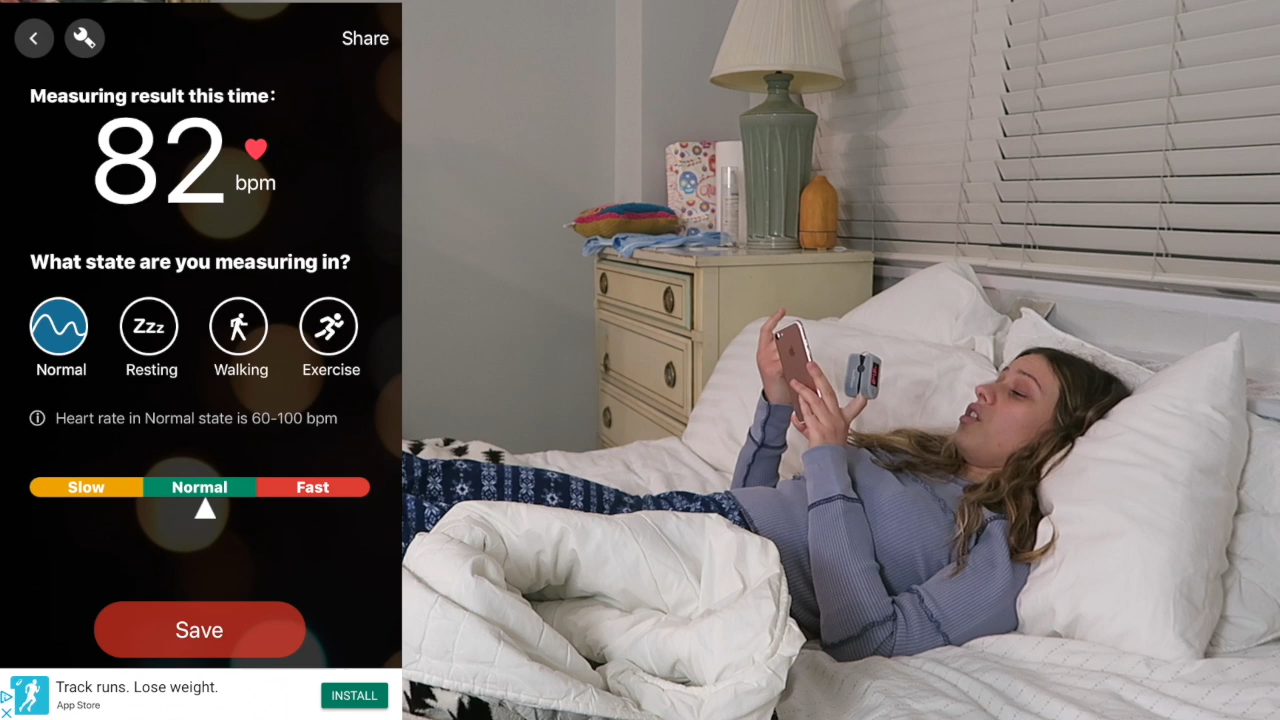 Share
Measuring result this time:
82
bpm
What state are you measuring in?
Zzz
Normal
Resting
Walking
Exercise
Heart rate in Normal state is 60-100 bpm
Slow
Normal
Fast
Save
Track runs. Lose weight.
App Store
INSTALL